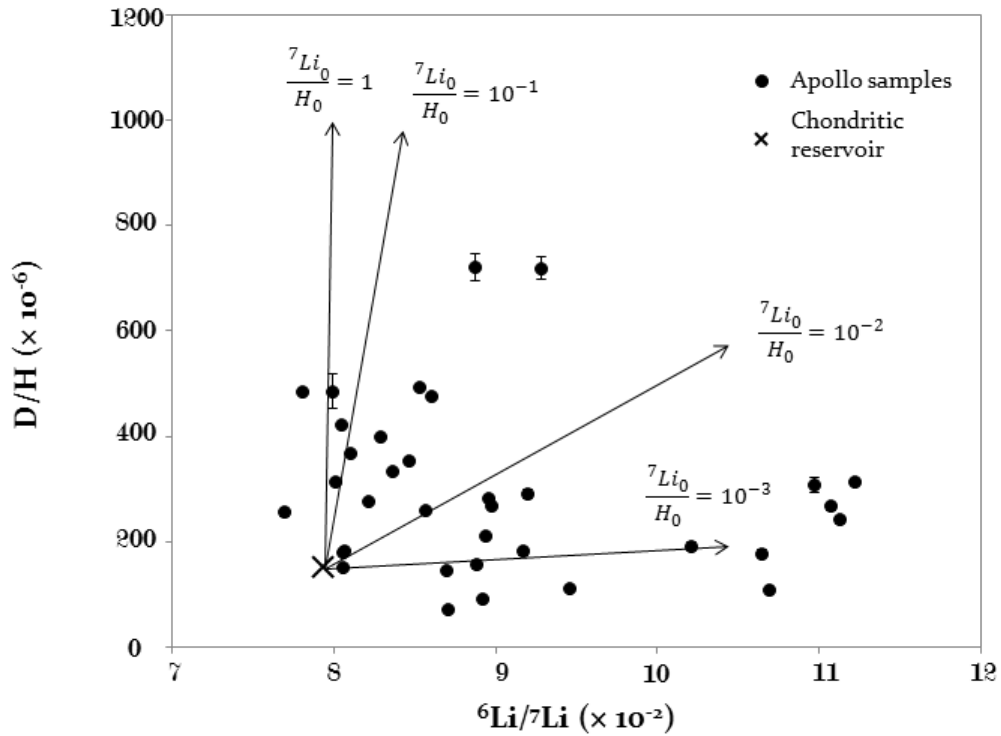 1200
1000
800
600
400
200
0
7
8
9
10
11
12
D/H (× 10⁻⁶)
⁶Li/⁷Li (× 10⁻²)
⁷Li₀/H₀ = 1
⁷Li₀/H₀ = 10⁻¹
⁷Li₀/H₀ = 10⁻²
⁷Li₀/H₀ = 10⁻³
Apollo samples
Chondritic
reservoir